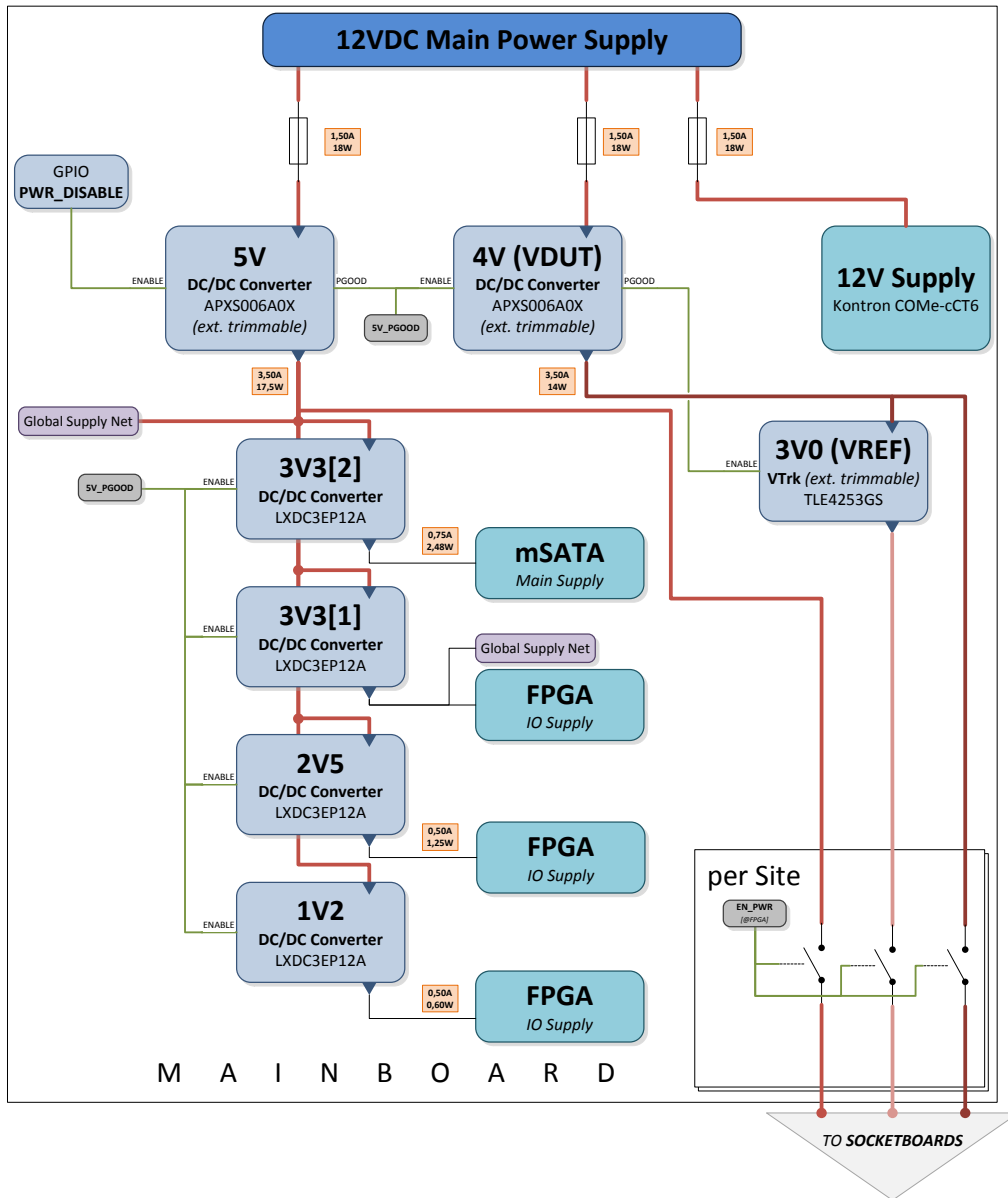 12VDC Main Power Supply
1,50A
18W
1,50A
18W
1,50A
18W
GPIO
PWR_DISABLE
5V
DC/DC Converter
APXS006A0X
(ext. trimmable)
ENABLE
PGOOD
5V_PGOOD
ENABLE
4V (VDUT)
DC/DC Converter
APXS006A0X
(ext. trimmable)
PGOOD
12V Supply
Kontron COMe-cCT6
3,50A
17,5W
3,50A
14W
Global Supply Net
3V3[2]
DC/DC Converter
LXDC3EP12A
5V_PGOOD
ENABLE
ENABLE
3V0 (VREF)
VTrk (ext. trimmable)
TLE4253GS
0,75A
2,48W
mSATA
Main Supply
ENABLE
3V3[1]
DC/DC Converter
LXDC3EP12A
Global Supply Net
FPGA
IO Supply
ENABLE
2V5
DC/DC Converter
LXDC3EP12A
0,50A
1,25W
FPGA
IO Supply
ENABLE
1V2
DC/DC Converter
LXDC3EP12A
0,50A
0,60W
FPGA
IO Supply
per Site
EN_PWR
[@FPGA]
M A I N B O A R D
TO SOCKETBOARDS